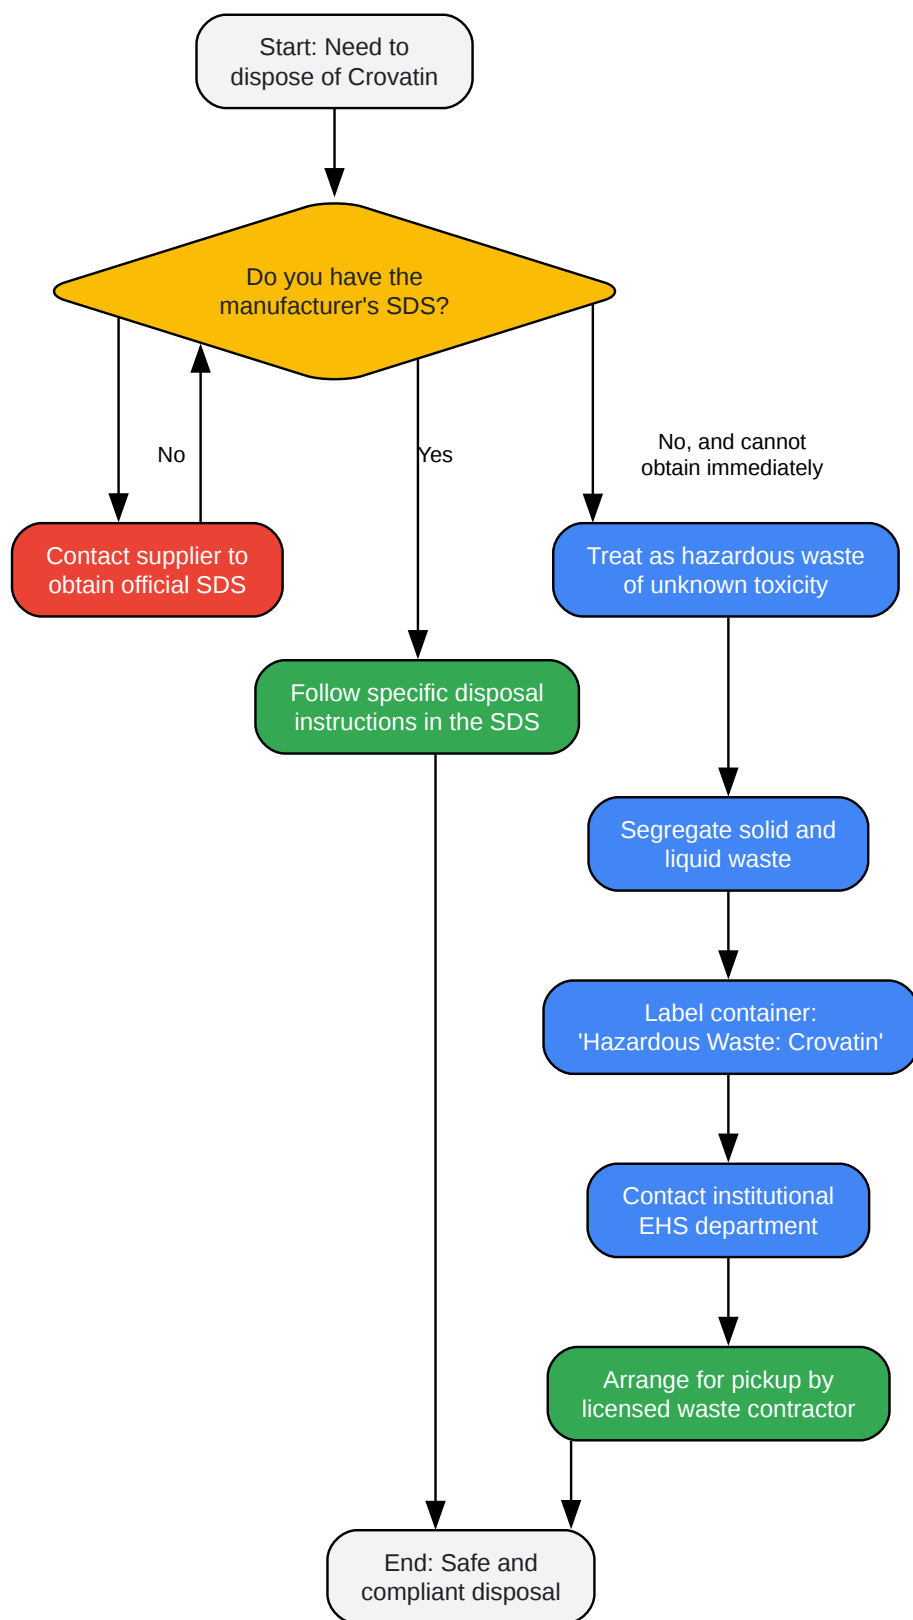 Start: Need to
dispose of Crovatin
Do you have the
manufacturer's SDS?
No
Yes
No, and cannot
obtain immediately
Contact supplier to
obtain official SDS
Treat as hazardous waste
of unknown toxicity
Follow specific disposal
instructions in the SDS
Segregate solid and
liquid waste
Label container:
'Hazardous Waste: Crovatin'
Contact institutional
EHS department
Arrange for pickup by
licensed waste contractor
End: Safe and
compliant disposal